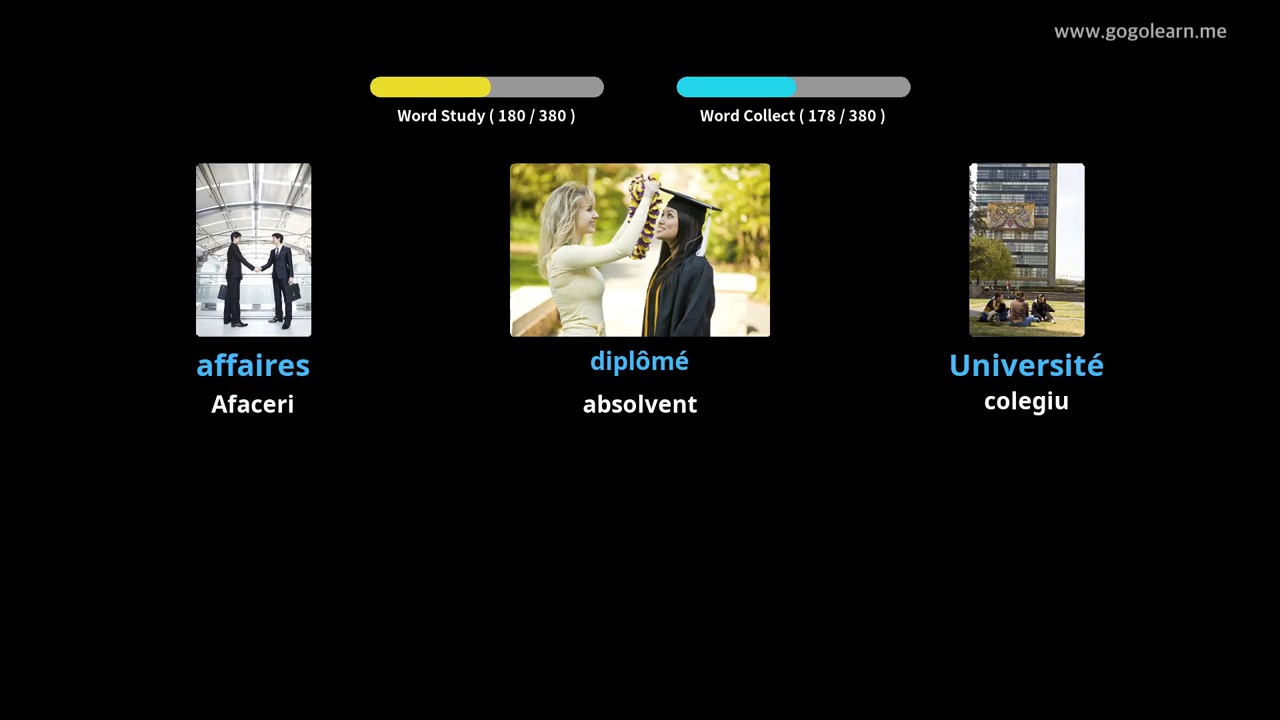 www.gogolearn.me
Word Study ( 180 / 380 )
Word Collect ( 178 / 380 )
affaires
Afaceri
diplômé
absolvent
Université
colegiu